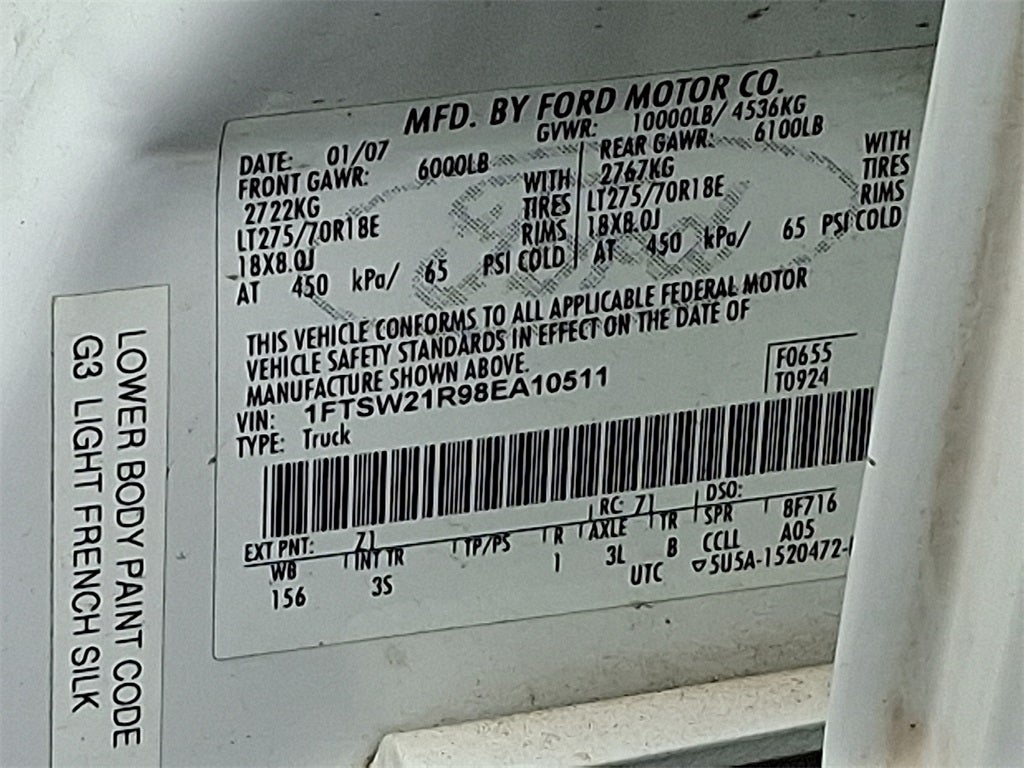 MFD. BY FORD MOTOR CO.
DATE: 01/07
GVWR: 10000LB/ 4536KG
FRONT GAWR: 6000LB
2722KG WITH
LT275/70R18E TIRES
18X8.0J RIMS
AT 450 kPa/ 65 PSI COLD
REAR GAWR: 6100LB
2767KG WITH
LT275/70R18E TIRES
18X8.0J RIMS
AT 450 kPa/ 65 PSI COLD
THIS VEHICLE CONFORMS TO ALL APPLICABLE FEDERAL MOTOR
VEHICLE SAFETY STANDARDS IN EFFECT ON THE DATE OF
MANUFACTURE SHOWN ABOVE.
VIN: 1FTSW21R98EA10511
TYPE: Truck
F0655
T0924
EXT PNT: Z1 RC: 71 DSO:
WB INT TR TP/PS R AXLE TR SPR 8F716
156 3S 1 3L B CCLL A05
UTC ▽5U5A-1520472-
LOWER BODY PAINT CODE
G3 LIGHT FRENCH SILK